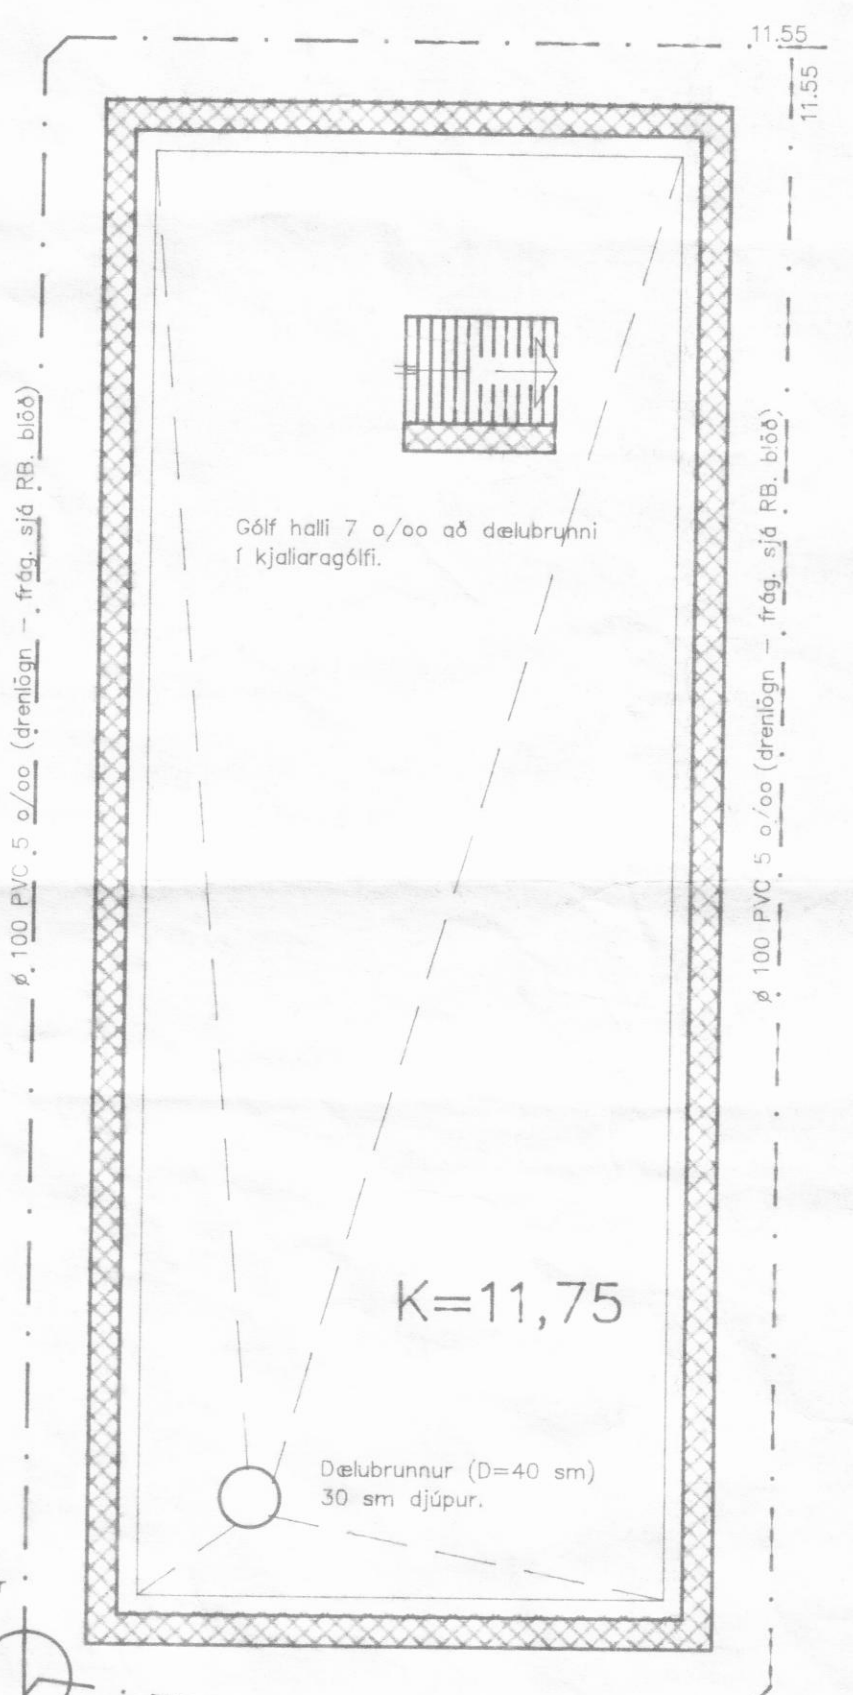 11.55
11.55
ø 100 PVC 5 o/oo (drenlögn – frág. sjá RB. blöð)
Gólf halli 7 o/oo að dælubrunni
í kjallaragólfi.
ø 100 PVC 5 o/oo (drenlögn – frág. sjá RB. blöð)
K=11,75
Dælubrunnur (D=40 sm)
30 sm djúpur.